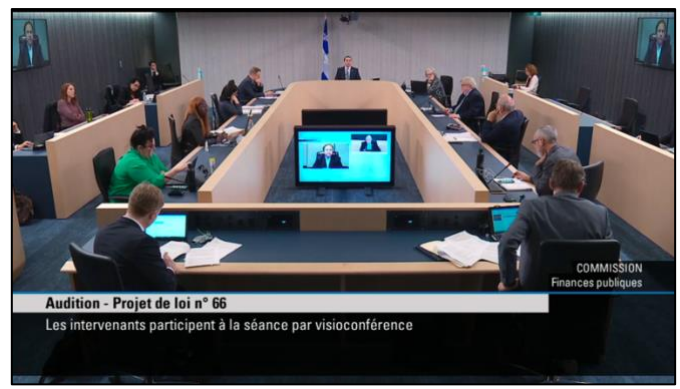 COMMISSION
Finances publiques
Audition - Projet de loi n° 66
Les intervenants participent à la séance par visioconférence